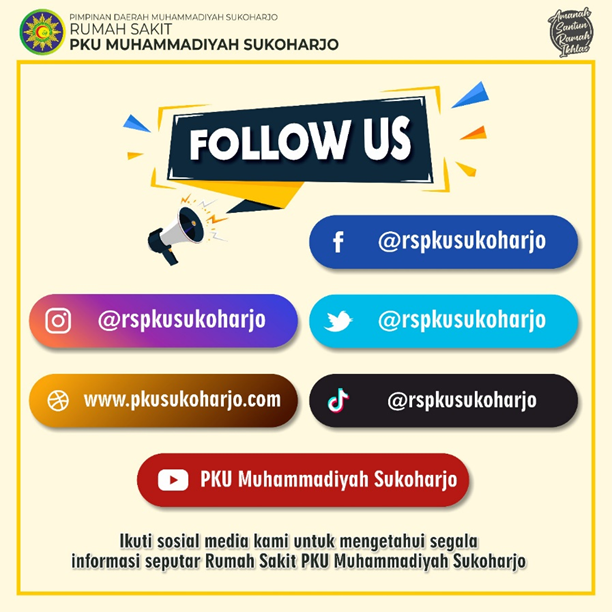 PIMPINAN DAERAH MUHAMMADIYAH SUKOHARJO
RUMAH SAKIT
PKU MUHAMMADIYAH SUKOHARJO
Amanah
Santun
Ramah
Ikhlas
FOLLOW US
@rspkusukoharjo
@rspkusukoharjo
@rspkusukoharjo
www.pkusukoharjo.com
@rspkusukoharjo
PKU Muhammadiyah Sukoharjo
Ikuti sosial media kami untuk mengetahui segala
informasi seputar Rumah Sakit PKU Muhammadiyah Sukoharjo